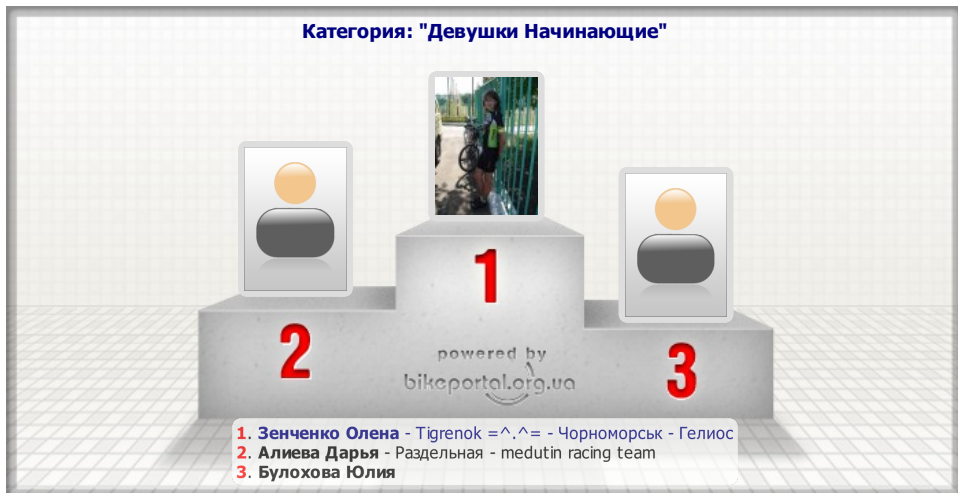 Категория: "Девушки Начинающие"
1
2
3
powered by
bikeportal.org.ua
1. Зенченко Олена - Tigrenok =^.^= - Чорноморськ - Гелиос
2. Алиева Дарья - Раздельная - medutin racing team
3. Булохова Юлия